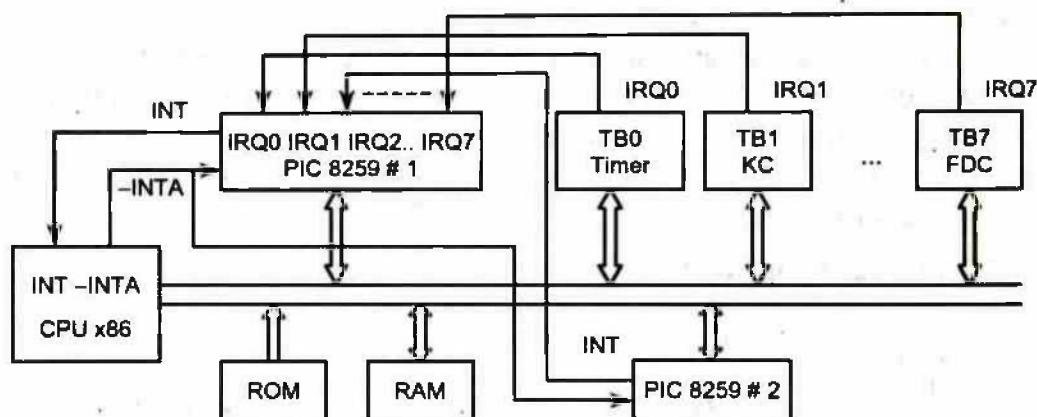 IRQ0
IRQ1
IRQ7
INT
IRQ0 IRQ1 IRQ2.. IRQ7
PIC 8259 # 1
TB0
Timer
TB1
KC
...
TB7
FDC
–INTA
INT –INTA
CPU x86
INT
ROM
RAM
PIC 8259 # 2